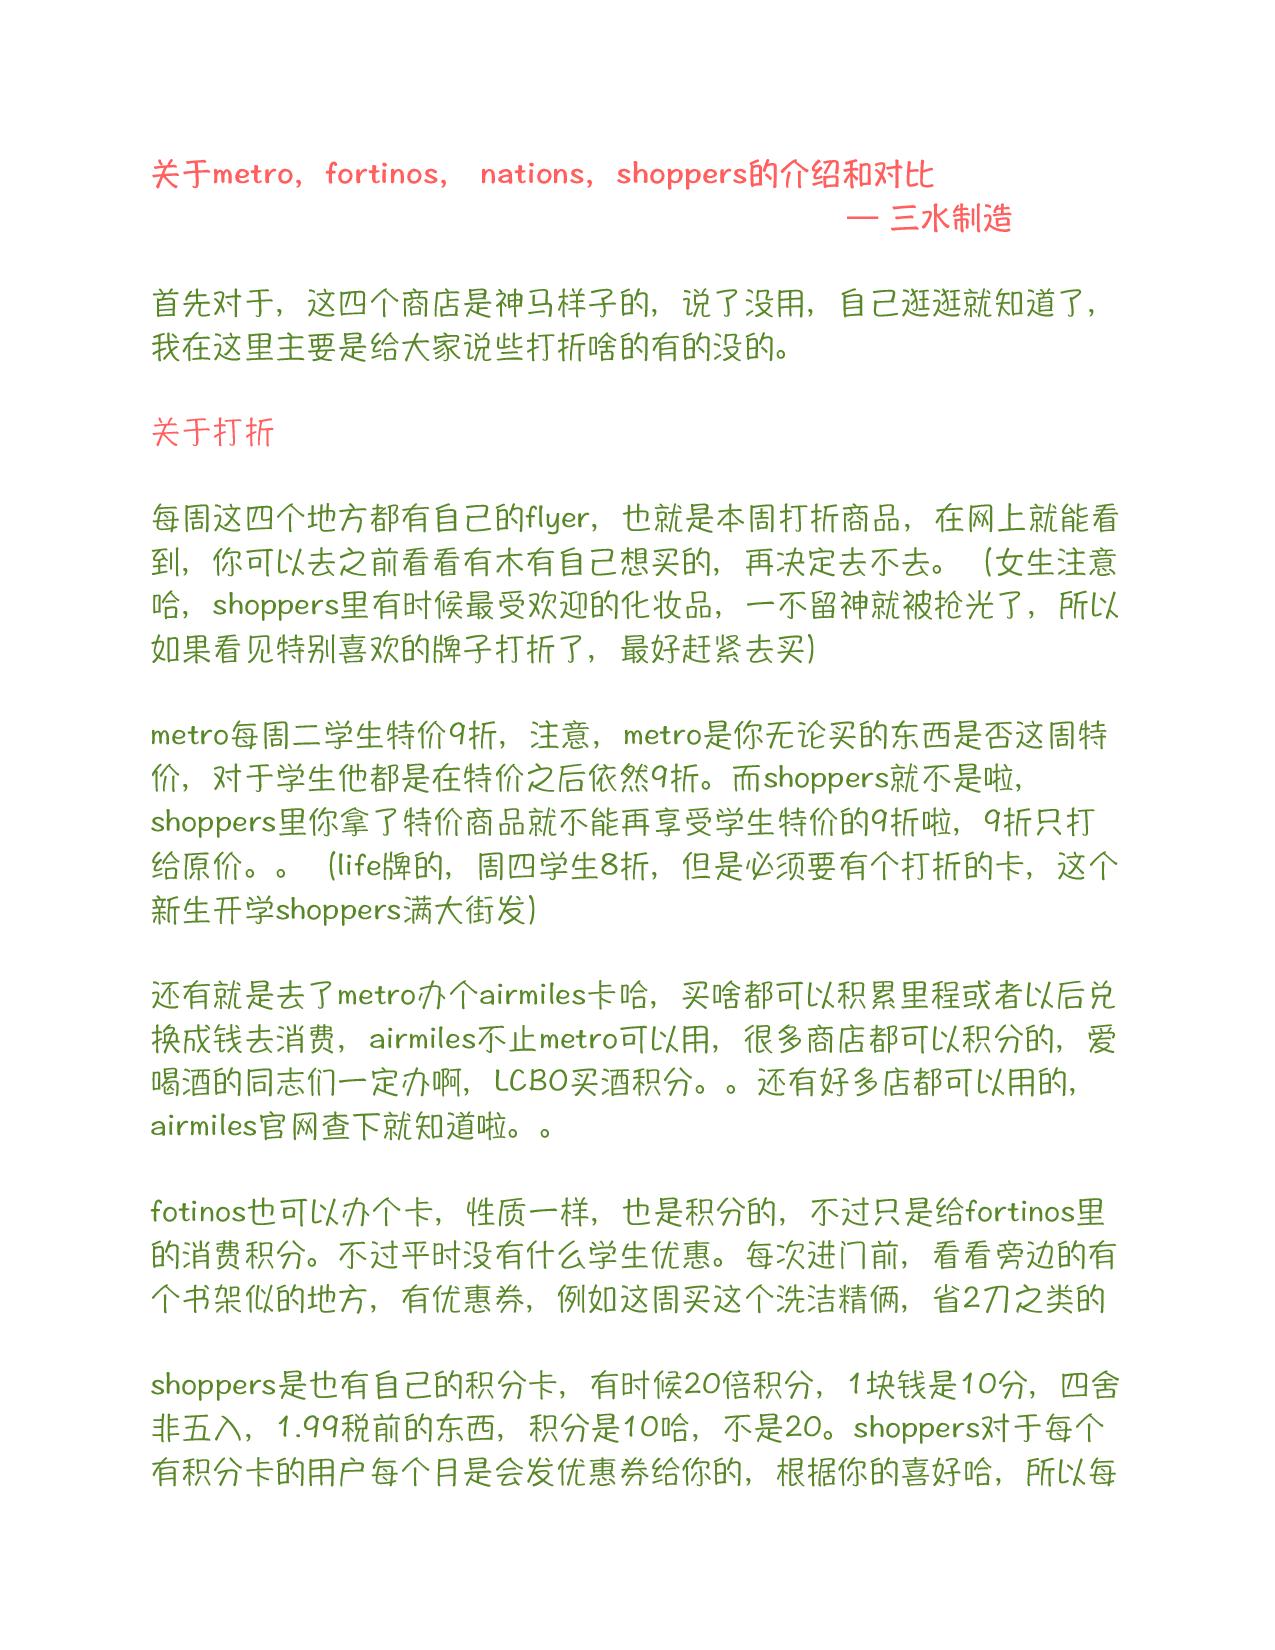 关于metro，fortinos， nations，shoppers的介绍和对比
— 三水制造
首先对于，这四个商店是神马样子的，说了没用，自己逛逛就知道了，
我在这里主要是给大家说些打折啥的有的没的。
关于打折
每周这四个地方都有自己的flyer，也就是本周打折商品，在网上就能看
到，你可以去之前看看有木有自己想买的，再决定去不去。（女生注意
哈，shoppers里有时候最受欢迎的化妆品，一不留神就被抢光了，所以
如果看见特别喜欢的牌子打折了，最好赶紧去买）
metro每周二学生特价9折，注意，metro是你无论买的东西是否这周特
价，对于学生他都是在特价之后依然9折。而shoppers就不是啦，
shoppers里你拿了特价商品就不能再享受学生特价的9折啦，9折只打
给原价。。（life牌的，周四学生8折，但是必须要有个打折的卡，这个
新生开学shoppers满大街发）
还有就是去了metro办个airmiles卡哈，买啥都可以积累里程或者以后兑
换成钱去消费，airmiles不止metro可以用，很多商店都可以积分的，爱
喝酒的同志们一定办啊，LCBO买酒积分。。还有好多店都可以用的，
airmiles官网查下就知道啦。。
fotinos也可以办个卡，性质一样，也是积分的，不过只是给fortinos里
的消费积分。不过平时没有什么学生优惠。每次进门前，看看旁边的有
个书架似的地方，有优惠券，例如这周买这个洗洁精俩，省2刀之类的
shoppers是也有自己的积分卡，有时候20倍积分，1块钱是10分，四舍
非五入，1.99税前的东西，积分是10哈，不是20。shoppers对于每个
有积分卡的用户每个月是会发优惠券给你的，根据你的喜好哈，所以每